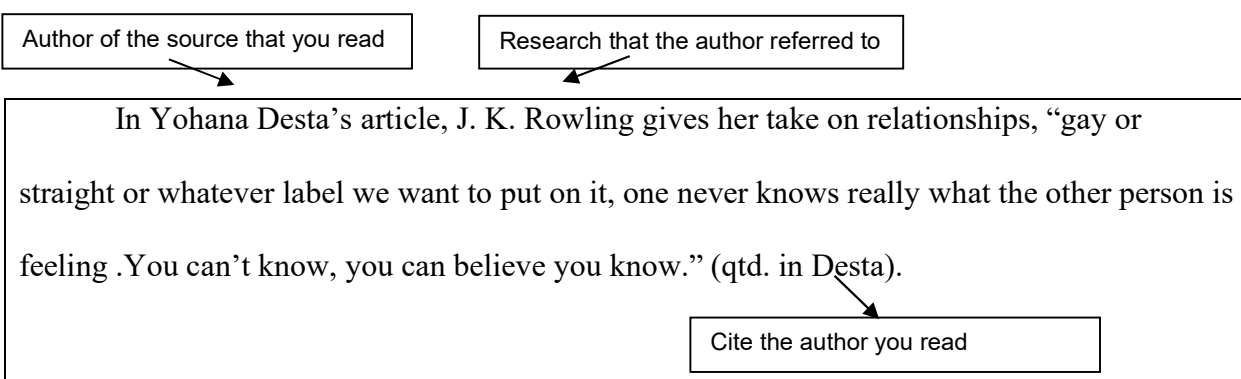 Author of the source that you read
Research that the author referred to
In Yohana Desta’s article, J. K. Rowling gives her take on relationships, “gay or
straight or whatever label we want to put on it, one never knows really what the other person is
feeling .You can’t know, you can believe you know.” (qtd. in Desta).
Cite the author you read